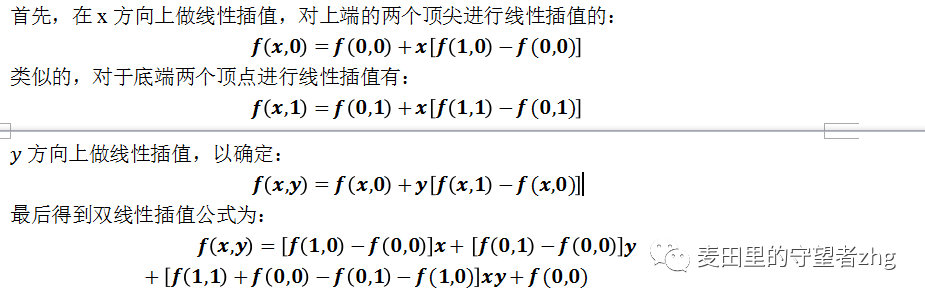 首先，在 x 方向上做线性插值，对上端的两个顶尖进行线性插值的：
f(x,0) = f(0,0) + x[f(1,0) − f(0,0)]
类似的，对于底端两个顶点进行线性插值有：
f(x,1) = f(0,1) + x[f(1,1) − f(0,1)]
y 方向上做线性插值，以确定：
f(x,y) = f(x,0) + y[f(x,1) − f(x,0)]
最后得到双线性插值公式为：
f(x,y) = [f(1,0) − f(0,0)]x + [f(0,1) − f(0,0)]y
+ [f(1,1) + f(0,0) − f(0,1) − f(1,0)]xy + f(0,0)
麦田里的守望者zhg